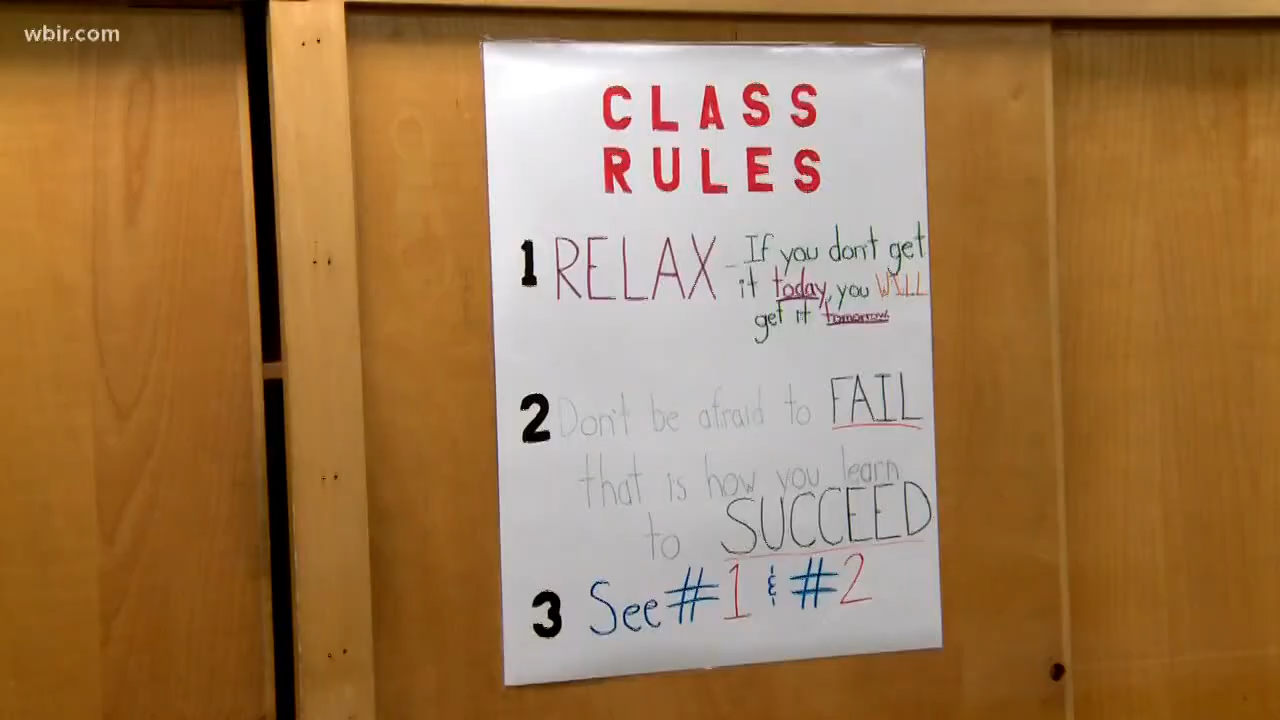 wbir.com
CLASS
RULES
1 RELAX - If you don't get
it today, you WILL
get it tomorrow.
2 Don't be afraid to FAIL
that is how you learn
to SUCCEED
3 See #1 & #2